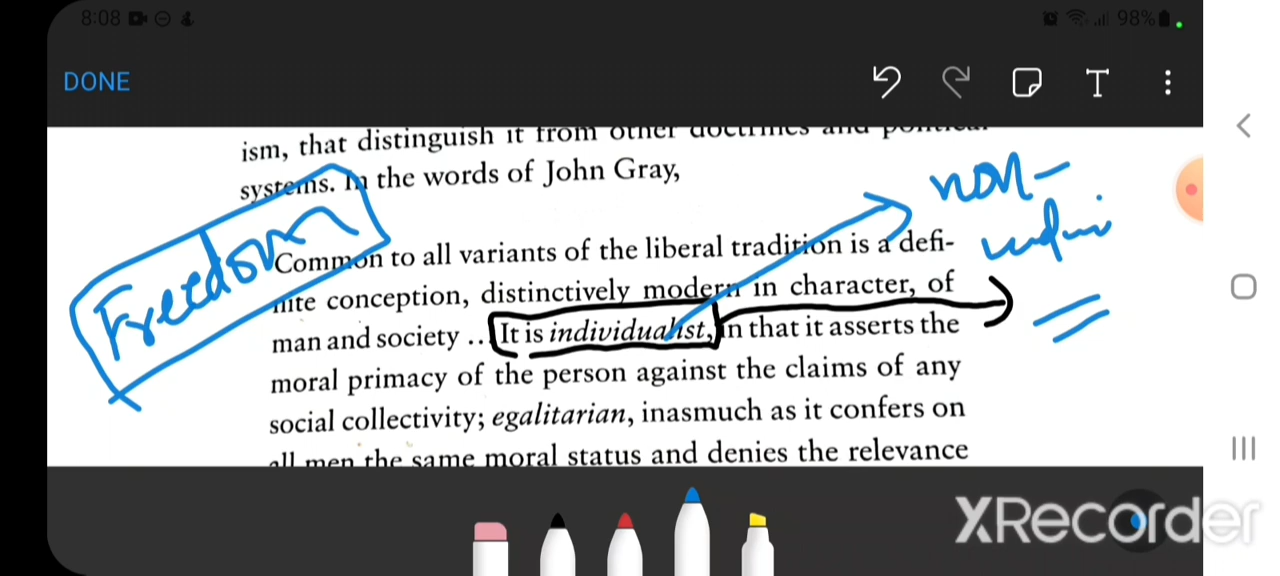 8:08
98%
DONE
T
ism, that distinguish it from other doctrines and political
systems. In the words of John Gray,
non-
Freedom
Common to all variants of the liberal tradition is a defi-
nite conception, distinctively modern in character, of
man and society ... It is individualist, in that it asserts the
moral primacy of the person against the claims of any
social collectivity; egalitarian, inasmuch as it confers on
all men the same moral status and denies the relevance
XRecorder